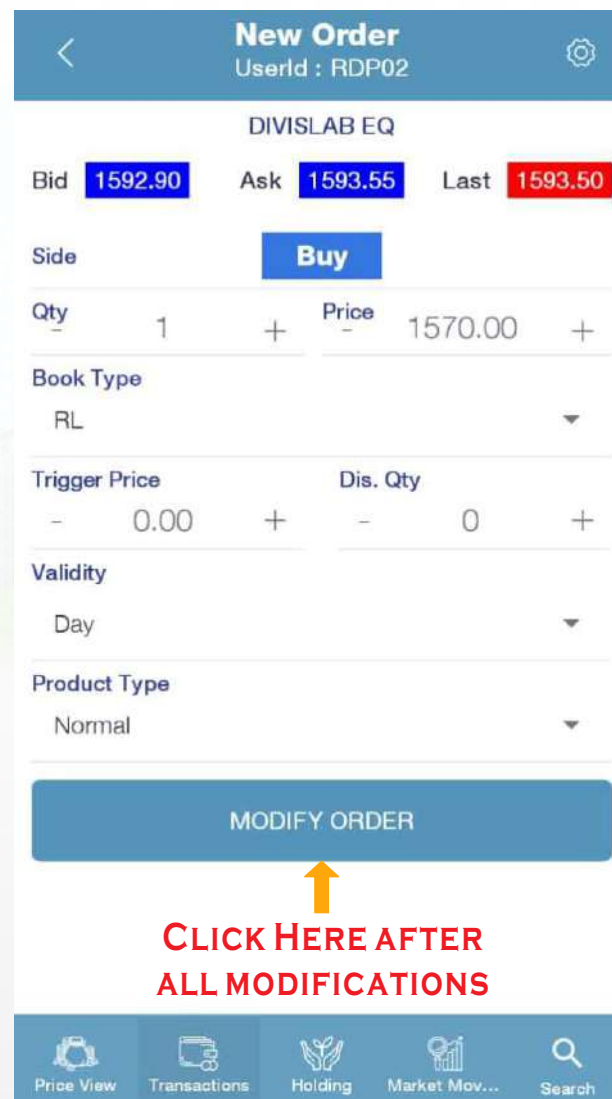 New Order
UserId : RDP02
DIVISLAB EQ
Bid 1592.90 Ask 1593.55 Last 1593.50
Side Buy
Qty Price
- 1 + - 1570.00 +
Book Type
RL
Trigger Price Dis. Qty
- 0.00 + - 0 +
Validity
Day
Product Type
Normal
MODIFY ORDER
CLICK HERE AFTER
ALL MODIFICATIONS
Price View Transactions Holding Market Mov... Search